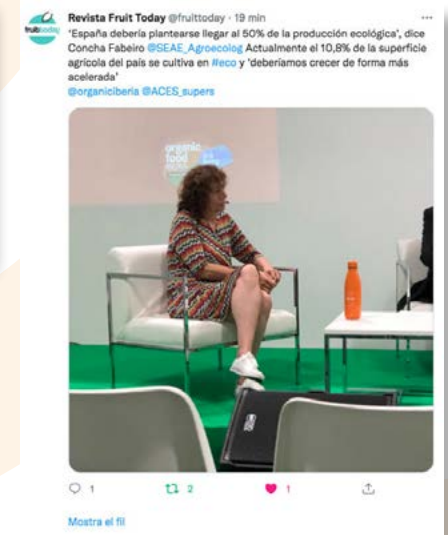 fruittoday
Revista Fruit Today @fruittoday · 19 min
'España debería plantearse llegar al 50% de la producción ecológica', dice
Concha Fabeiro @SEAE_Agroecolog Actualmente el 10,8% de la superficie
agrícola del país se cultiva en #eco y 'deberíamos crecer de forma más
acelerada'
@organiciberia @ACES_supers
organic
food
1
2
1
Mostra el fil